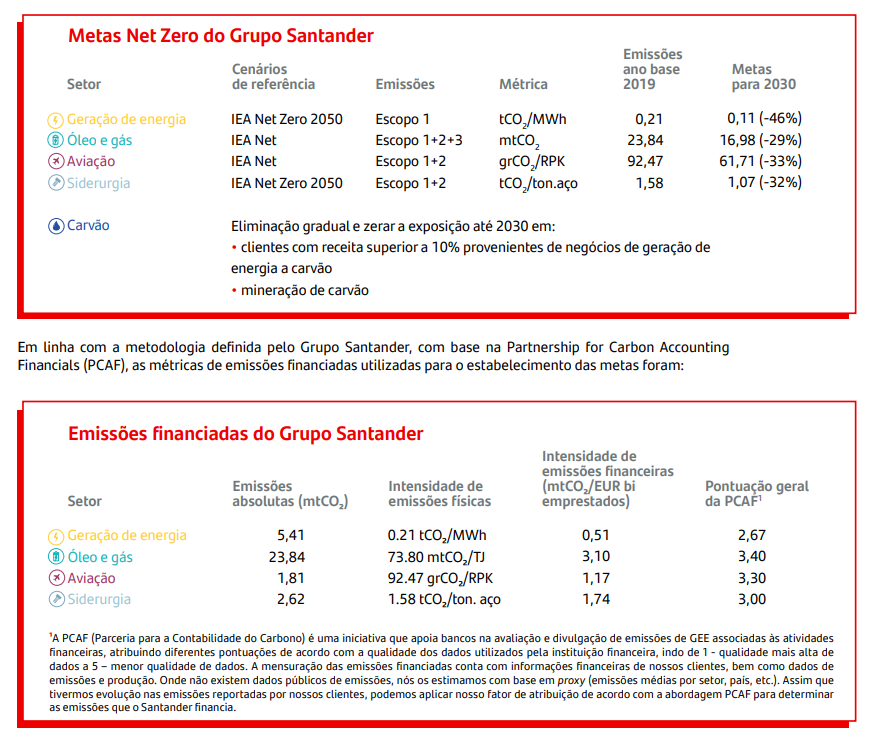 Metas Net Zero do Grupo Santander
Setor
Cenários
de referência
Emissões
Métrica
Emissões
ano base
2019
Metas
para 2030
Geração de energia IEA Net Zero 2050 Escopo 1 tCO₂/MWh 0,21 0,11 (-46%)
Óleo e gás IEA Net Escopo 1+2+3 mtCO₂ 23,84 16,98 (-29%)
Aviação IEA Net Escopo 1+2 grCO₂/RPK 92,47 61,71 (-33%)
Siderurgia IEA Net Zero 2050 Escopo 1+2 tCO₂/ton.aço 1,58 1,07 (-32%)
Carvão Eliminação gradual e zerar a exposição até 2030 em:
• clientes com receita superior a 10% provenientes de negócios de geração de
energia a carvão
• mineração de carvão
Em linha com a metodologia definida pelo Grupo Santander, com base na Partnership for Carbon Accounting
Financials (PCAF), as métricas de emissões financiadas utilizadas para o estabelecimento das metas foram:
Emissões financiadas do Grupo Santander
Setor
Emissões
absolutas (mtCO₂)
Intensidade de
emissões físicas
Intensidade de
emissões financeiras
(mtCO₂/EUR bi
emprestados)
Pontuação geral
da PCAF¹
Geração de energia 5,41 0.21 tCO₂/MWh 0,51 2,67
Óleo e gás 23,84 73.80 mtCO₂/TJ 3,10 3,40
Aviação 1,81 92.47 grCO₂/RPK 1,17 3,30
Siderurgia 2,62 1.58 tCO₂/ton. aço 1,74 3,00
¹A PCAF (Parceria para a Contabilidade do Carbono) é uma iniciativa que apoia bancos na avaliação e divulgação de emissões de GEE associadas às atividades
financeiras, atribuindo diferentes pontuações de acordo com a qualidade dos dados utilizados pela instituição financeira, indo de 1 - qualidade mais alta de
dados a 5 – menor qualidade de dados. A mensuração das emissões financiadas conta com informações financeiras de nossos clientes, bem como dados de
emissões e produção. Onde não existem dados públicos de emissões, nós os estimamos com base em proxy (emissões médias por setor, país, etc.). Assim que
tivermos evolução nas emissões reportadas por nossos clientes, podemos aplicar nosso fator de atribuição de acordo com a abordagem PCAF para determinar
as emissões que o Santander financia.